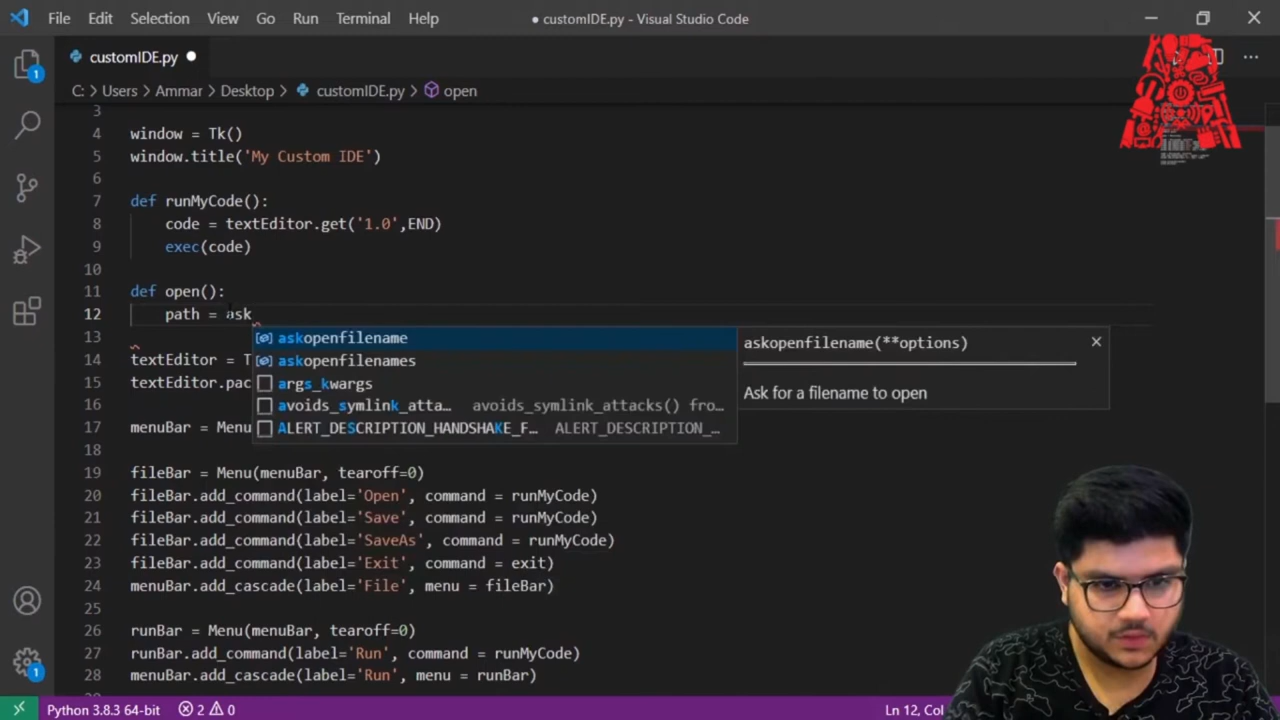 File Edit Selection View Go Run Terminal Help ● customIDE.py - Visual Studio Code
customIDE.py ●
C: > Users > Ammar > Desktop > customIDE.py > open
3
4 window = Tk()
5 window.title('My Custom IDE')
6
7 def runMyCode():
8 code = textEditor.get('1.0',END)
9 exec(code)
10
11 def open():
12 path = ask
13
askopenfilename
askopenfilename(**options)
14 textEditor = T
askopenfilenames
15 textEditor.pac
args_kwargs
Ask for a filename to open
16
avoids_symlink_atta… avoids_symlink_attacks() fro…
17 menuBar = Menu
ALERT_DESCRIPTION_HANDSHAKE_F… ALERT_DESCRIPTION_…
18
19 fileBar = Menu(menuBar, tearoff=0)
20 fileBar.add_command(label='Open', command = runMyCode)
21 fileBar.add_command(label='Save', command = runMyCode)
22 fileBar.add_command(label='SaveAs', command = runMyCode)
23 fileBar.add_command(label='Exit', command = exit)
24 menuBar.add_cascade(label='File', menu = fileBar)
25
26 runBar = Menu(menuBar, tearoff=0)
27 runBar.add_command(label='Run', command = runMyCode)
28 menuBar.add_cascade(label='Run', menu = runBar)
1
1
Python 3.8.3 64-bit 2 0 Ln 12, Col